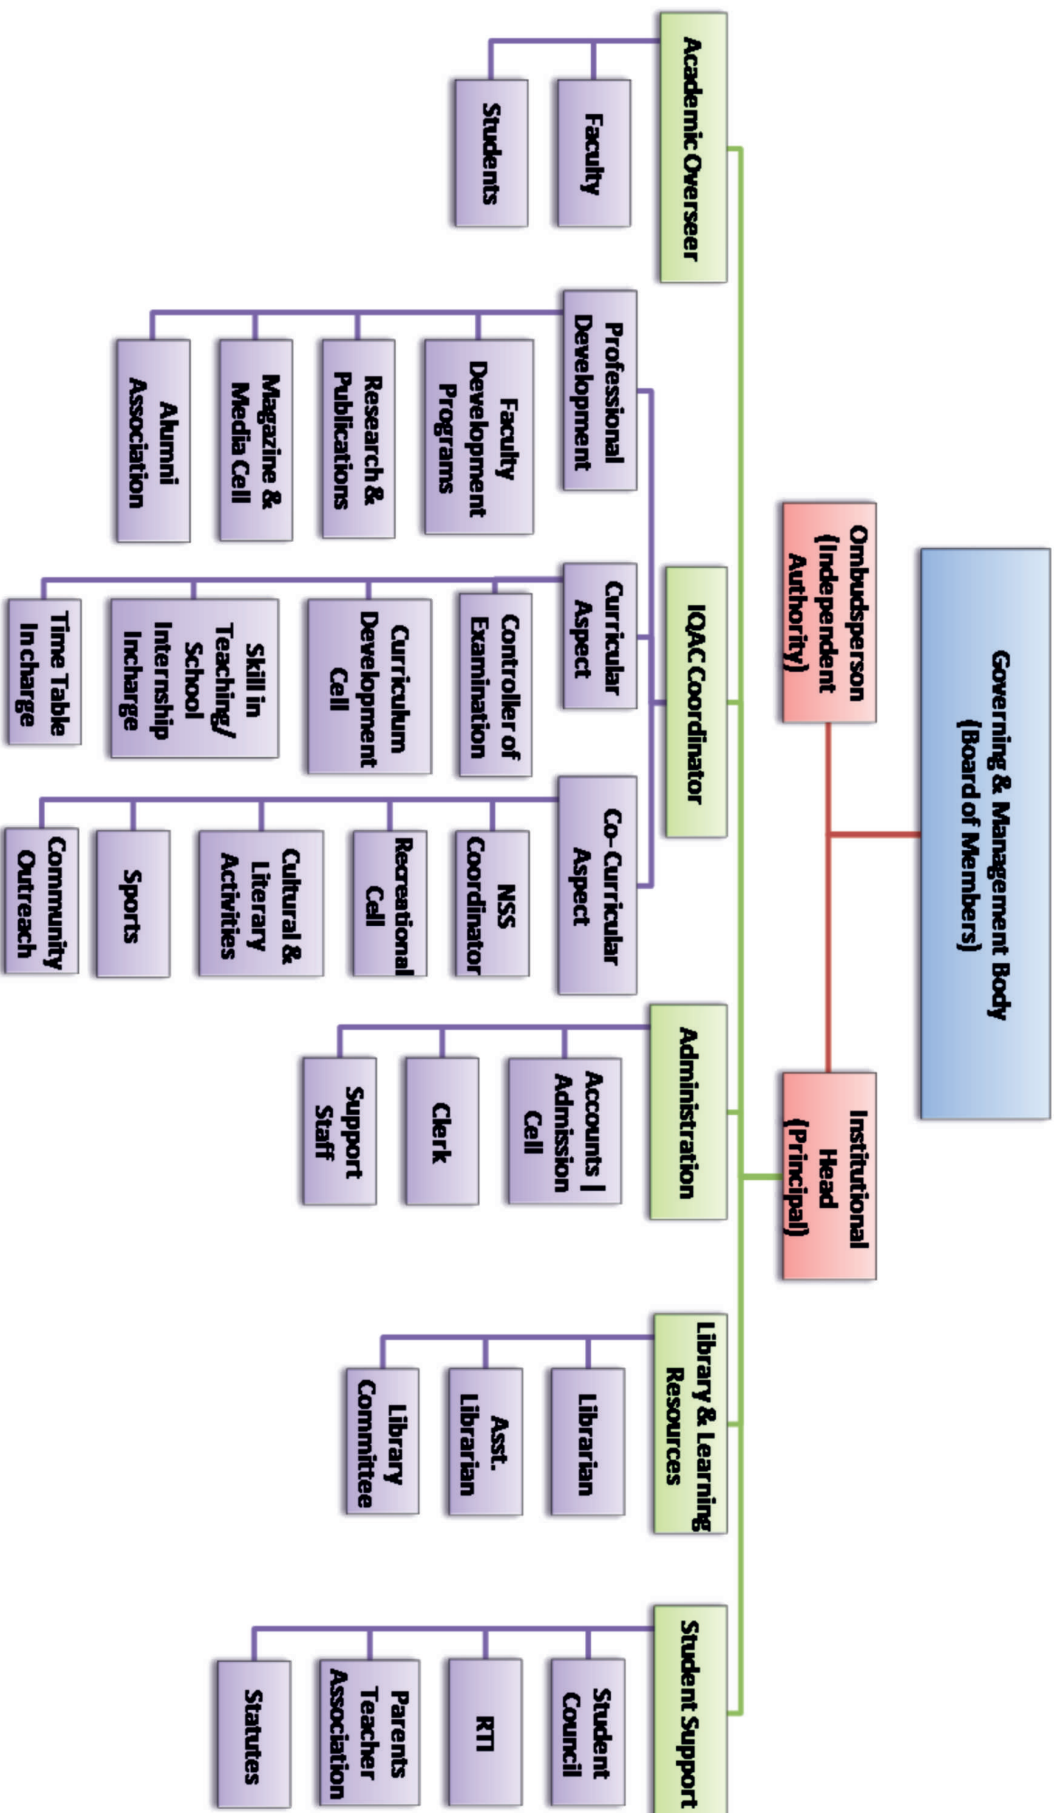 Governing & Management Body
(Board of Members)
Ombudsperson
(Independent
Authority)
Institutional
Head
(Principal)
Academic Overseer
Faculty
Students
IQAC Coordinator
Professional
Development
Faculty
Development
Programs
Research &
Publications
Magazine &
Media Cell
Alumni
Association
Curricular
Aspect
Controller of
Examination
Curriculum
Development
Cell
Skill in
Teaching/
School
Internship
Incharge
Time Table
In charge
Co-Curricular
Aspect
NSS
Coordinator
Recreational
Cell
Cultural &
Literary
Activities
Sports
Community
Outreach
Administration
Accounts |
Admission
Cell
Clerk
Support
Staff
Library & Learning
Resources
Librarian
Asst.
Librarian
Library
Committee
Student Support
Student
Council
RTI
Parents
Teacher
Association
Statutes